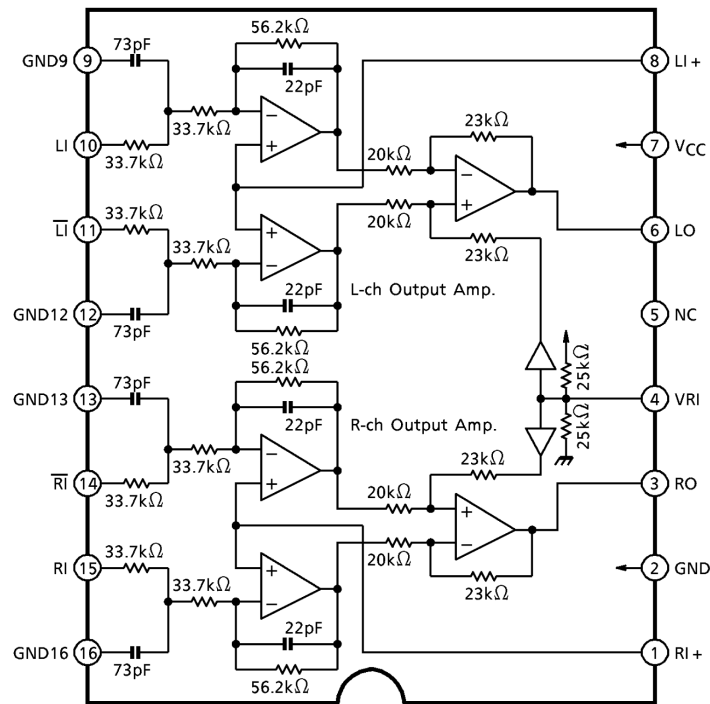 56.2kΩ
73pF
GND9 9
22pF
8 LI+
33.7kΩ
23kΩ
LI 10
33.7kΩ
20kΩ
7 VCC
33.7kΩ
L̅I̅ 11
33.7kΩ
20kΩ
6 LO
23kΩ
22pF
L-ch Output Amp.
GND12 12
73pF
5 NC
56.2kΩ
56.2kΩ
25kΩ
73pF
GND13 13
22pF
R-ch Output Amp.
25kΩ
4 VRI
33.7kΩ
23kΩ
R̅I̅ 14
33.7kΩ
20kΩ
3 RO
33.7kΩ
RI 15
33.7kΩ
20kΩ
2 GND
23kΩ
22pF
GND16 16
73pF
1 RI+
56.2kΩ